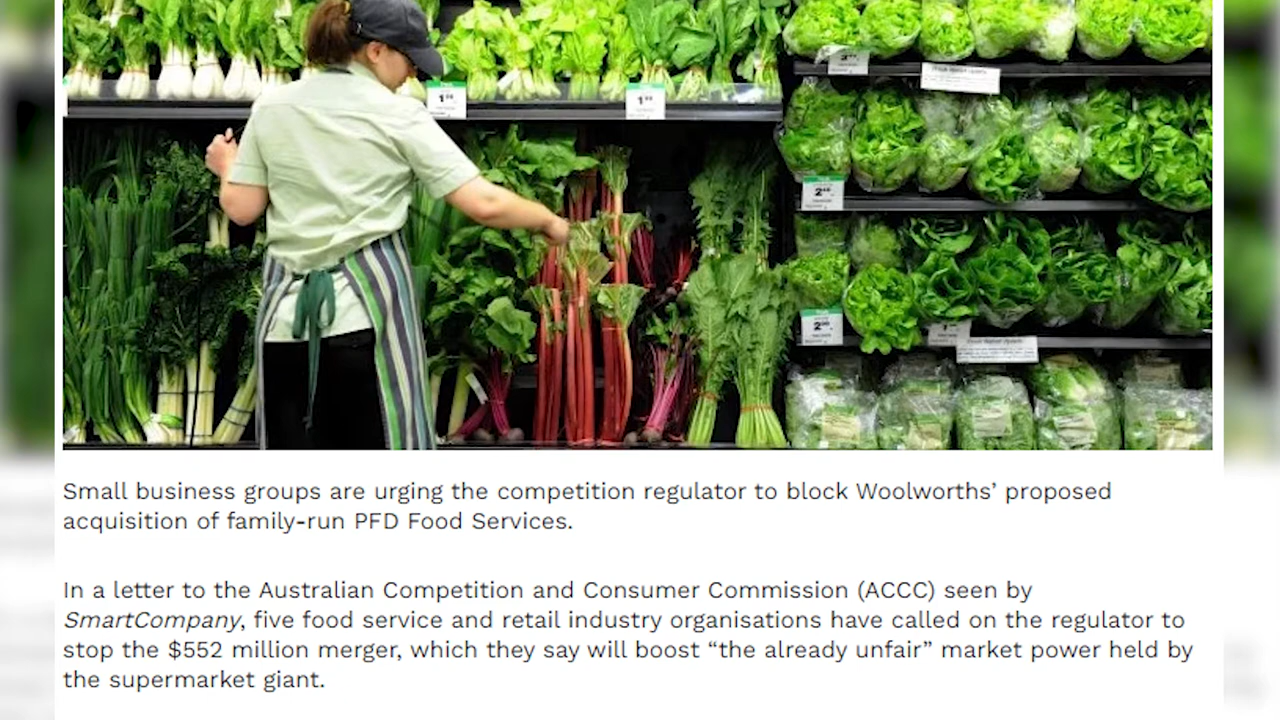 Small business groups are urging the competition regulator to block Woolworths’ proposed
acquisition of family-run PFD Food Services.
In a letter to the Australian Competition and Consumer Commission (ACCC) seen by
SmartCompany, five food service and retail industry organisations have called on the regulator to
stop the $552 million merger, which they say will boost “the already unfair” market power held by
the supermarket giant.